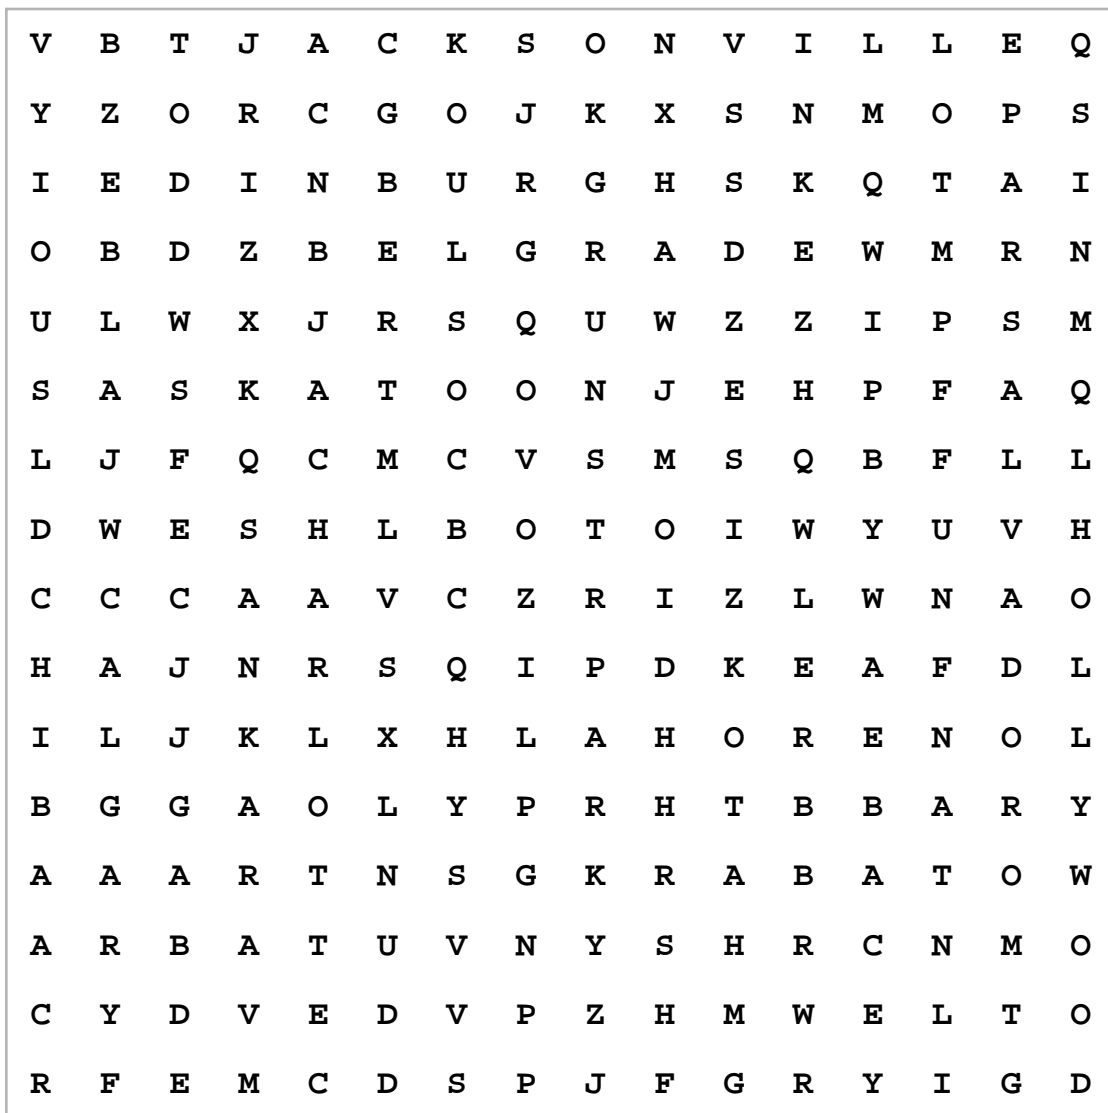 V B T J A C K S O N V I L L E Q
Y Z O R C G O J K X S N M O P S
I E D I N B U R G H S K Q T A I
O B D Z B E L G R A D E W M R N
U L W X J R S Q U W Z Z I P S M
S A S K A T O O N J E H P F A Q
L J F Q C M C V S M S Q B F L L
D W E S H L B O T O I W Y U V H
C C C A A V C Z R I Z L W N A O
H A J N R S Q I P D K E A F D L
I L J K L X H L A H O R E N O L
B G G A O L Y P R H T B B A R Y
A A A R T N S G K R A B A T O W
A R B A T U V N Y S H R C N M O
C Y D V E D V P Z H M W E L T O
R F E M C D S P J F G R Y I G D